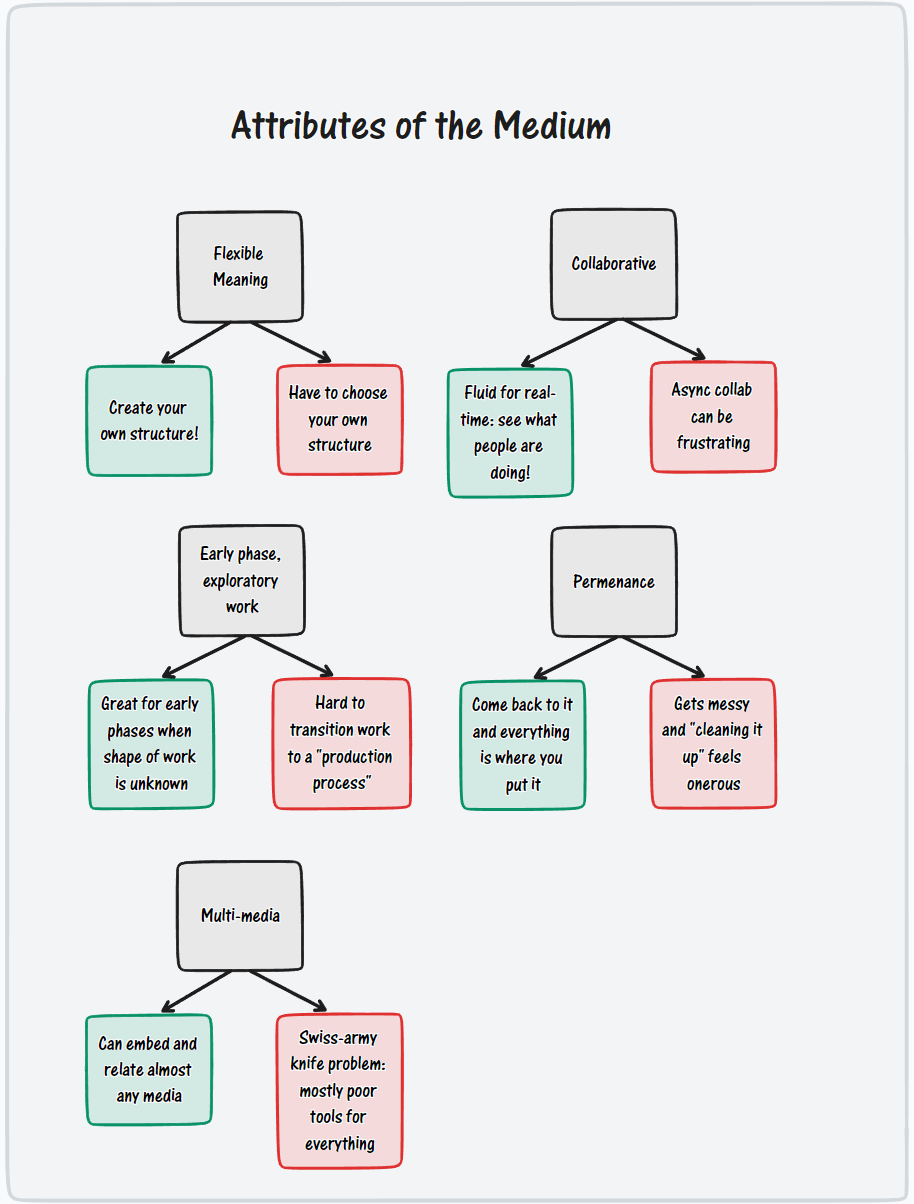 Attributes of the Medium
Flexible
Meaning
Create your
own structure!
Have to choose
your own
structure
Collaborative
Fluid for real-
time: see what
people are
doing!
Async collab
can be
frustrating
Early phase,
exploratory
work
Great for early
phases when
shape of work
is unknown
Hard to
transition work
to a "production
process"
Permenance
Come back to it
and everything
is where you
put it
Gets messy
and "cleaning it
up" feels
onerous
Multi-media
Can embed and
relate almost
any media
Swiss-army
knife problem:
mostly poor
tools for
everything